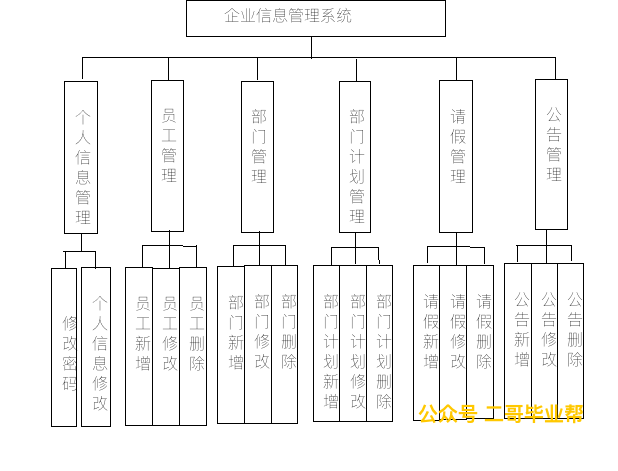 企业信息管理系统
个人信息管理
员工管理
部门管理
部门计划管理
请假管理
公告管理
修改密码
个人信息修改
员工新增
员工修改
员工删除
部门新增
部门修改
部门删除
部门计划新增
部门计划修改
部门计划删除
请假新增
请假修改
请假删除
公告新增
公告修改
公告删除
公众号 二哥毕业帮